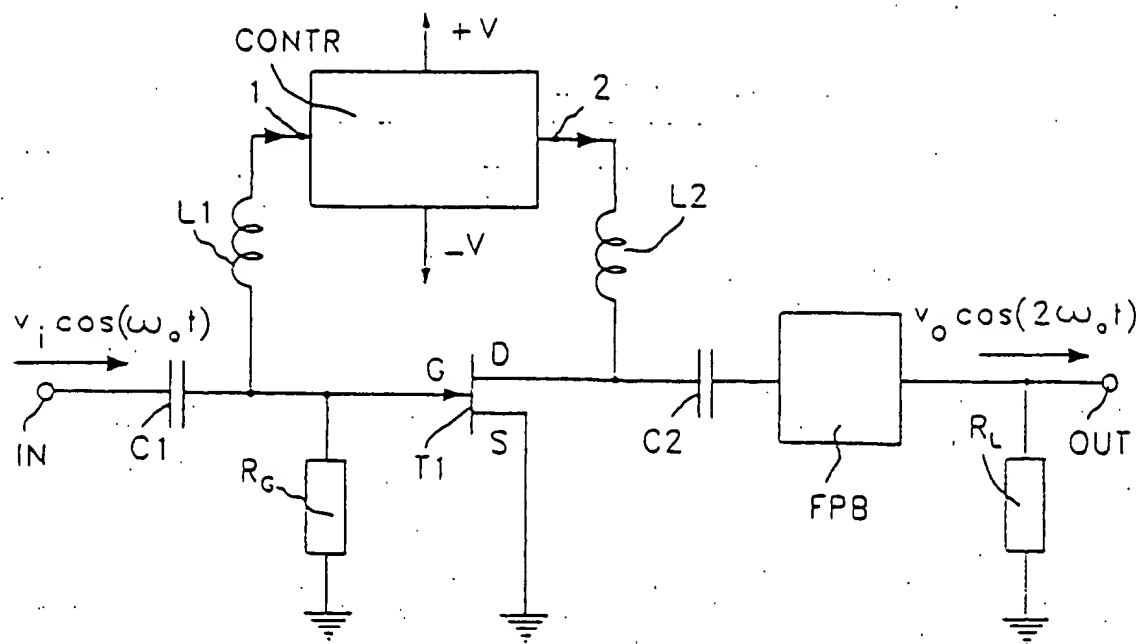 CONTR
+V
1
2
L1
L2
-V
v_i cos(ω_o t)
v_o cos(2ω_o t)
G
D
S
IN
C1
T1
C2
R_G
FPB
R_L
OUT